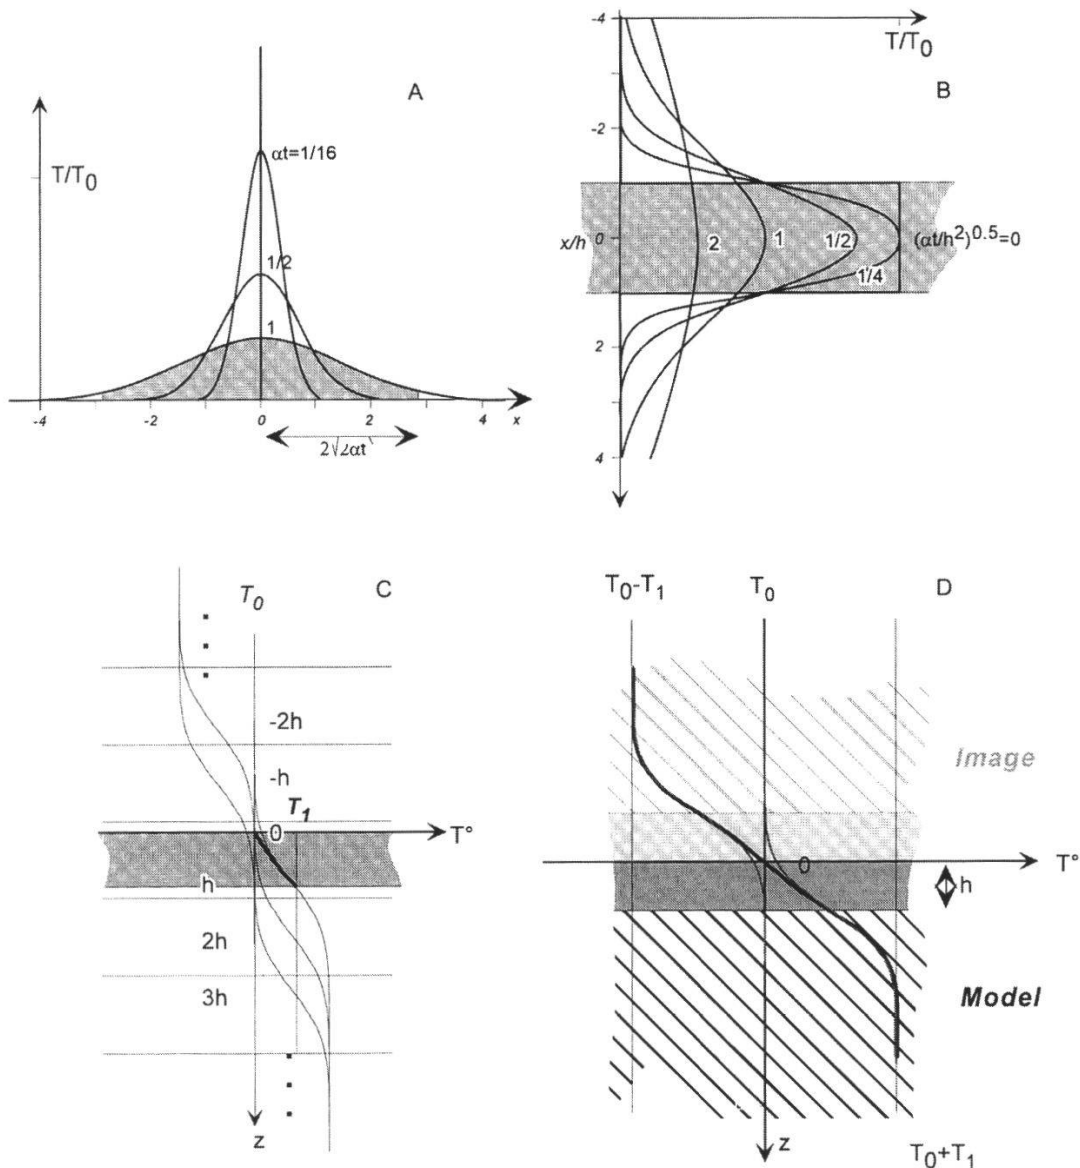 A
T/T0
αt=1/16
1/2
1
-4
-2
0
2
4
x
2√2αt
B
T/T0
-4
-2
x/h
0
2
4
2
1
1/2
1/4
(αt/h²)^0.5=0
C
T0
-2h
-h
T1
0
T°
h
2h
3h
z
D
T0-T1
T0
Image
0
T°
h
Model
z
T0+T1